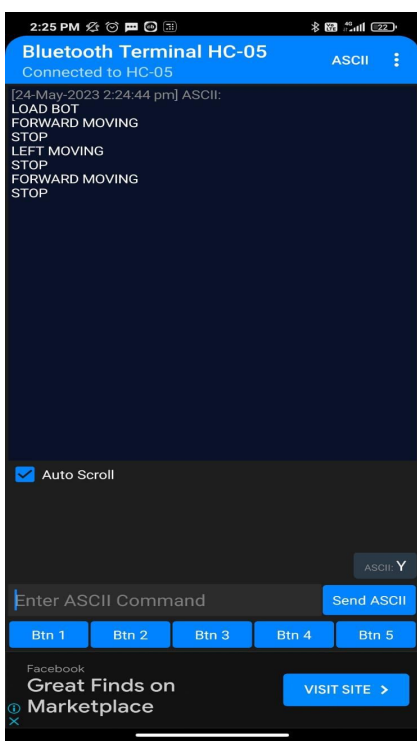 2:25 PM
4G
22
Bluetooth Terminal HC-05
Connected to HC-05
ASCII
[24-May-2023 2:24:44 pm] ASCII:
LOAD BOT
FORWARD MOVING
STOP
LEFT MOVING
STOP
FORWARD MOVING
STOP
Auto Scroll
ASCII: Y
Enter ASCII Command
Send ASCII
Btn 1
Btn 2
Btn 3
Btn 4
Btn 5
Facebook
Great Finds on
Marketplace
VISIT SITE >